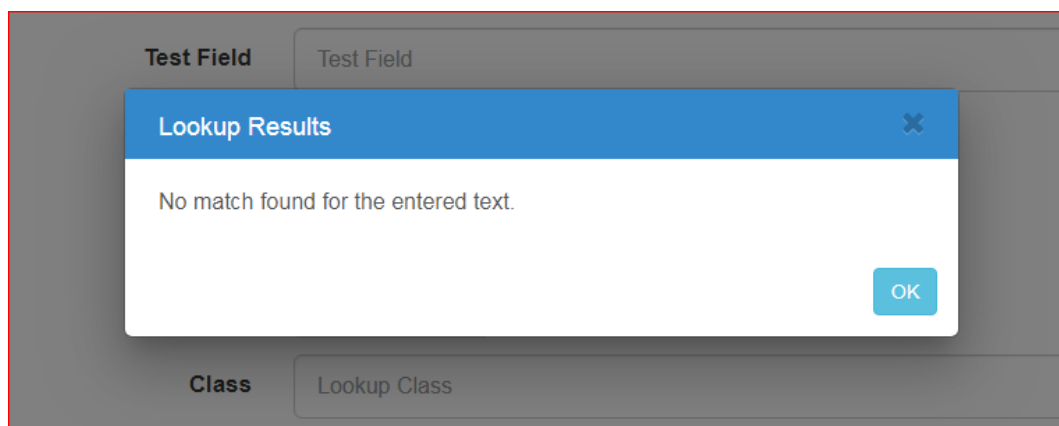 Test Field Test Field
Lookup Results ×
No match found for the entered text.
OK
Class Lookup Class